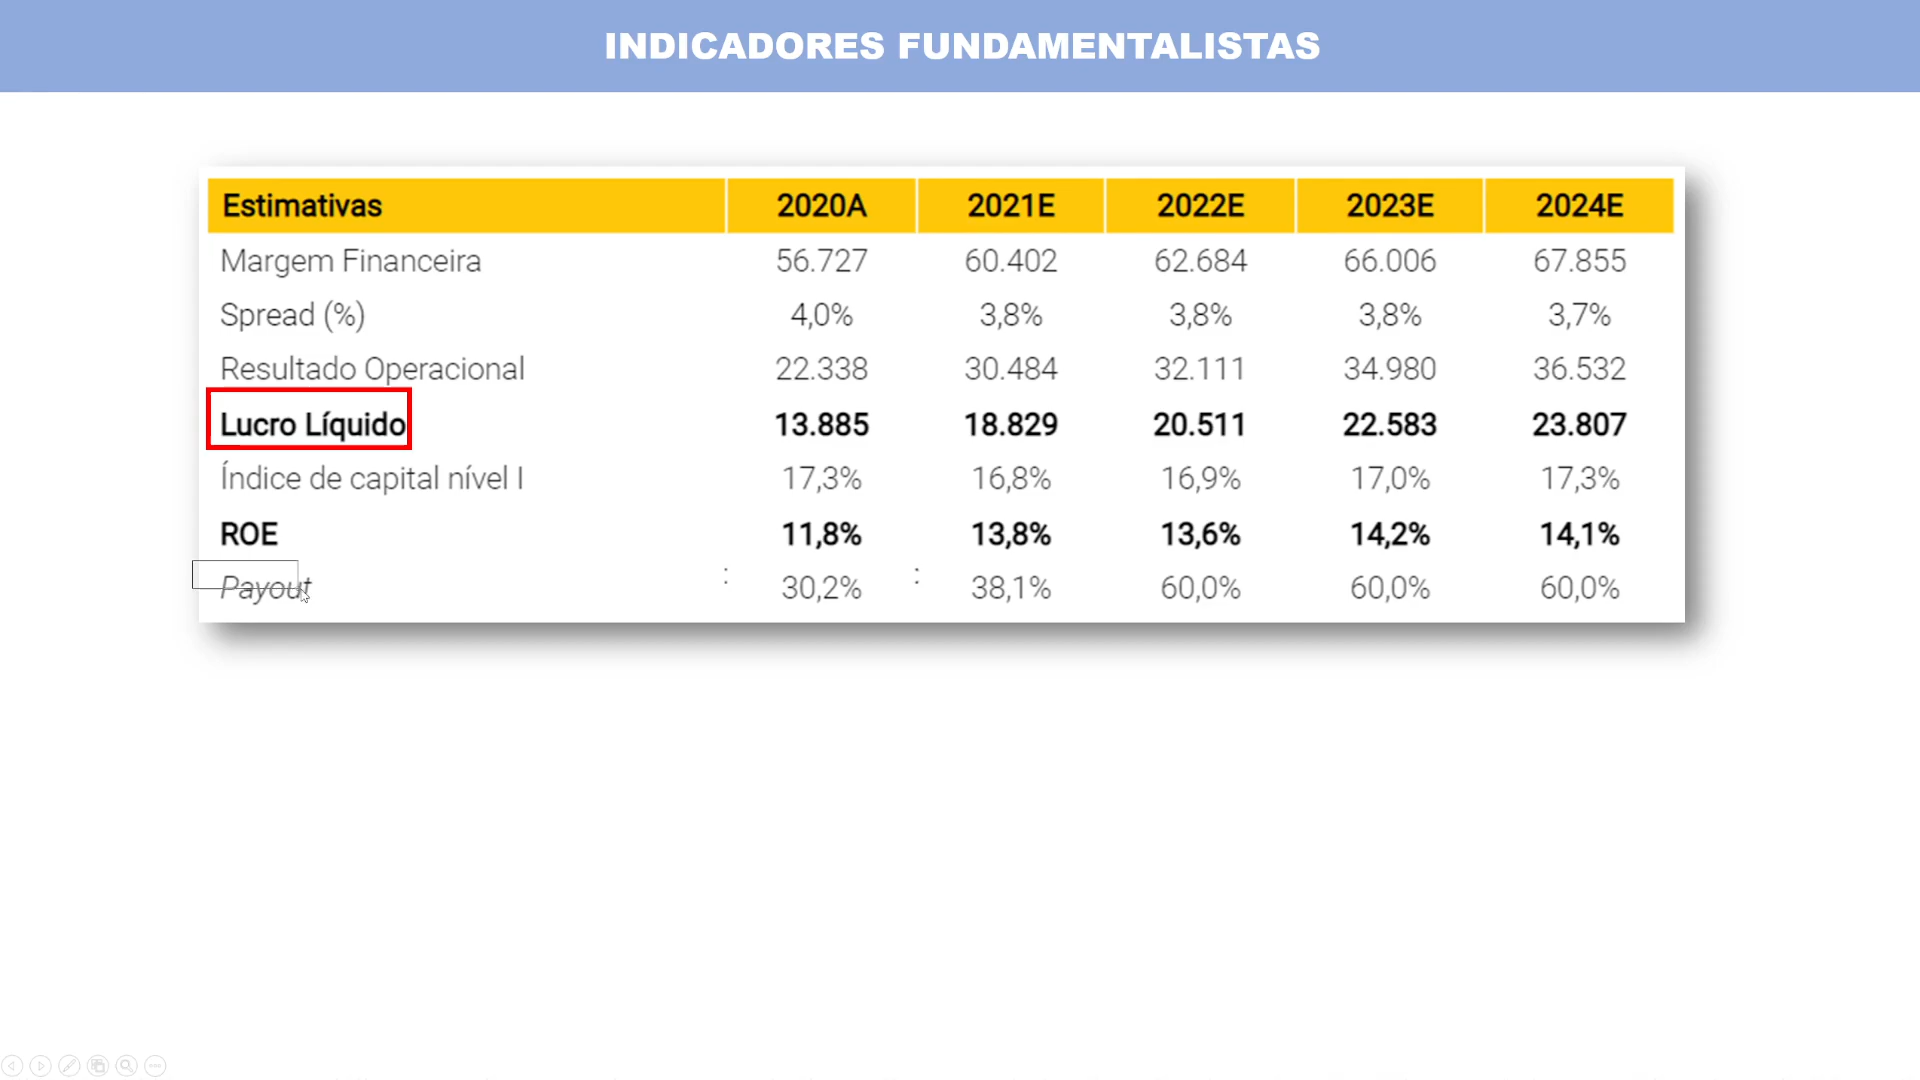 INDICADORES FUNDAMENTALISTAS
Estimativas 2020A 2021E 2022E 2023E 2024E
Margem Financeira 56.727 60.402 62.684 66.006 67.855
Spread (%) 4,0% 3,8% 3,8% 3,8% 3,7%
Resultado Operacional 22.338 30.484 32.111 34.980 36.532
Lucro Líquido 13.885 18.829 20.511 22.583 23.807
Índice de capital nível I 17,3% 16,8% 16,9% 17,0% 17,3%
ROE 11,8% 13,8% 13,6% 14,2% 14,1%
Payout 30,2% 38,1% 60,0% 60,0% 60,0%